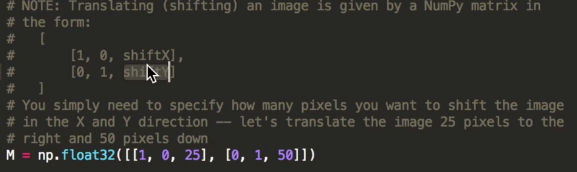 # NOTE: Translating (shifting) an image is given by a NumPy matrix in
# the form:
# [
# [1, 0, shiftX],
# [0, 1, shiftY]
# ]
# You simply need to specify how many pixels you want to shift the image
# in the X and Y direction -- let's translate the image 25 pixels to the
# right and 50 pixels down
M = np.float32([[1, 0, 25], [0, 1, 50]])